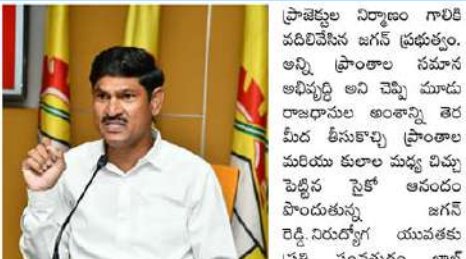 ప్రాజెక్టుల నిర్మాణం గాలికి
వదిలివేసిన జగన్ ప్రభుత్వం.
అన్ని ప్రాంతాల సమాన
అభివృద్ధి అని చెప్పి మూడు
రాజధానుల అంశాన్ని తెర
మీద తీసుకొచ్చి ప్రాంతాల
మరియు కులాల మధ్య చిచ్చు
పెట్టిన సైకో ఆనందం
పొందుతున్న జగన్
రెడ్డి.నిరుద్యోగ యువతకు